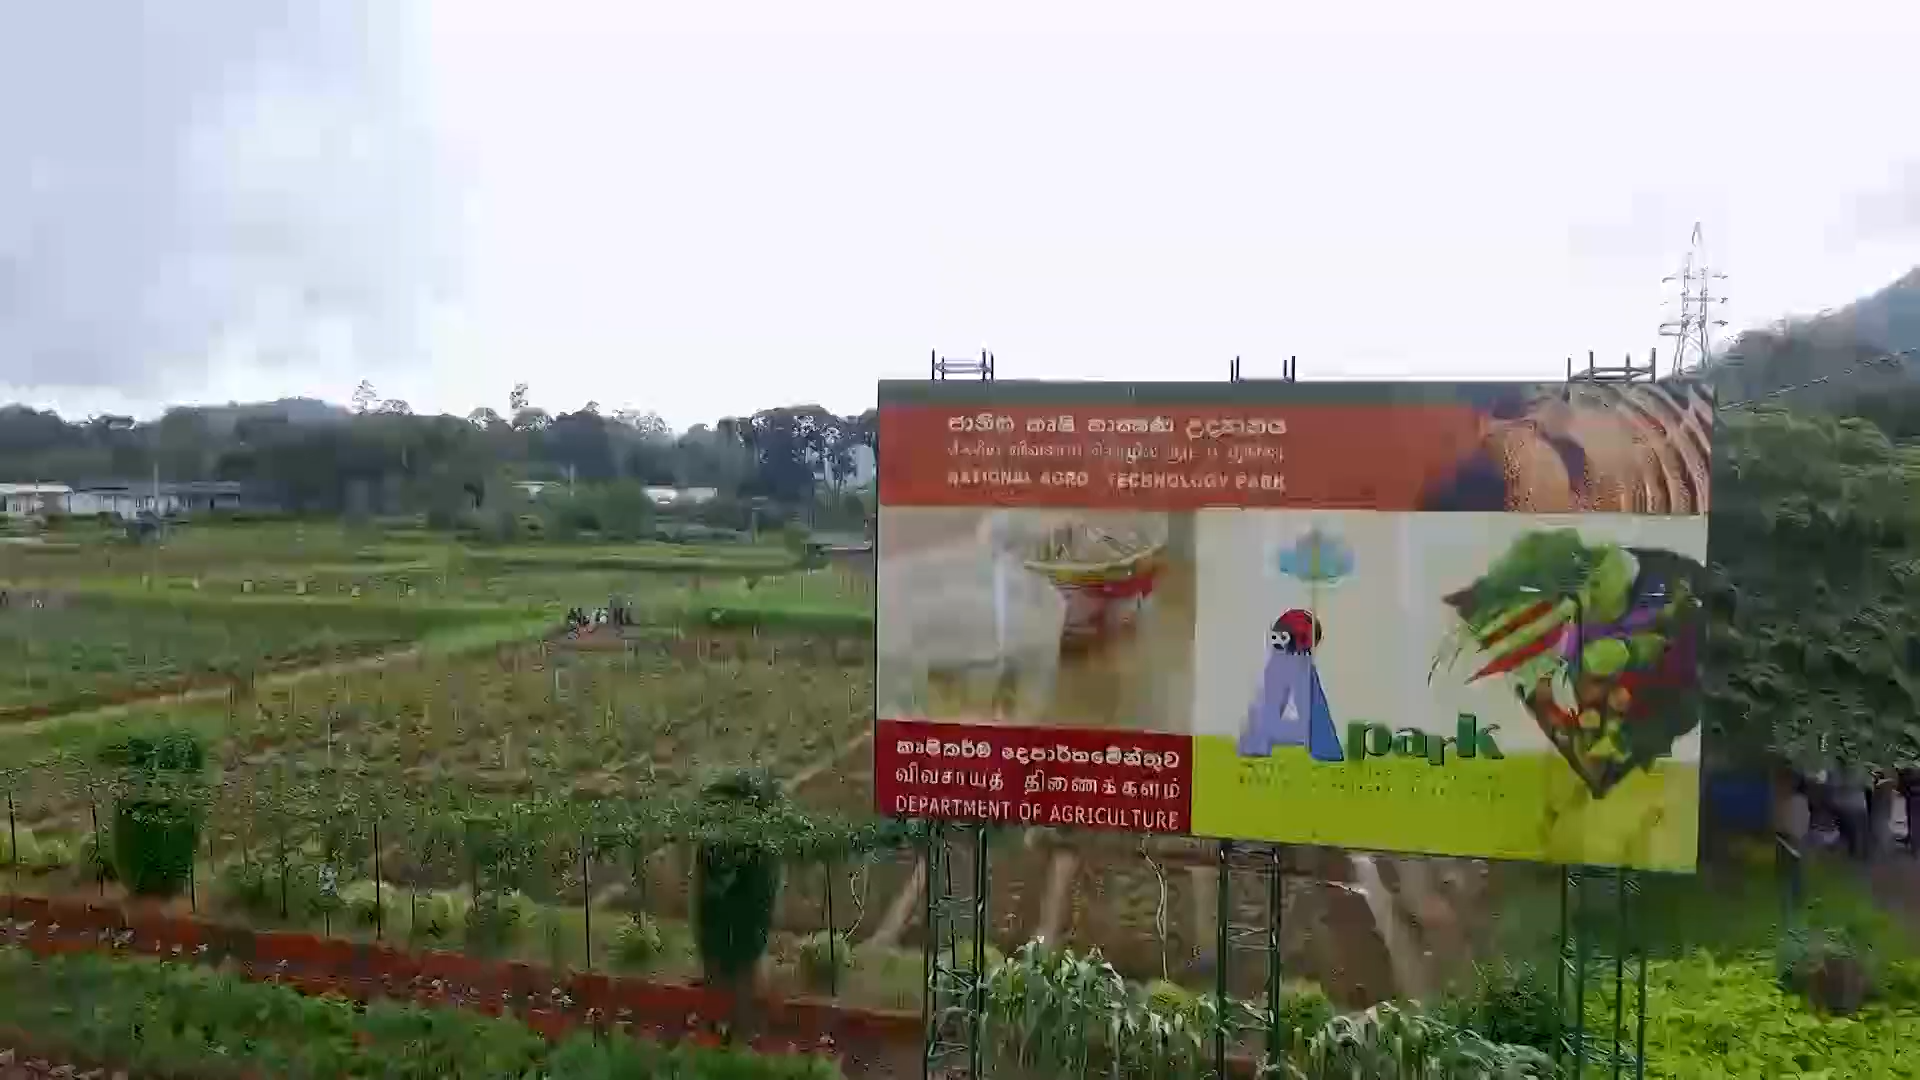 ජාතික කෘෂි තාක්ෂණ උද්‍යානය
NATIONAL AGRO TECHNOLOGY PARK
A park
කෘෂිකර්ම දෙපාර්තමේන්තුව
விவசாயத் திணைக்களம்
DEPARTMENT OF AGRICULTURE